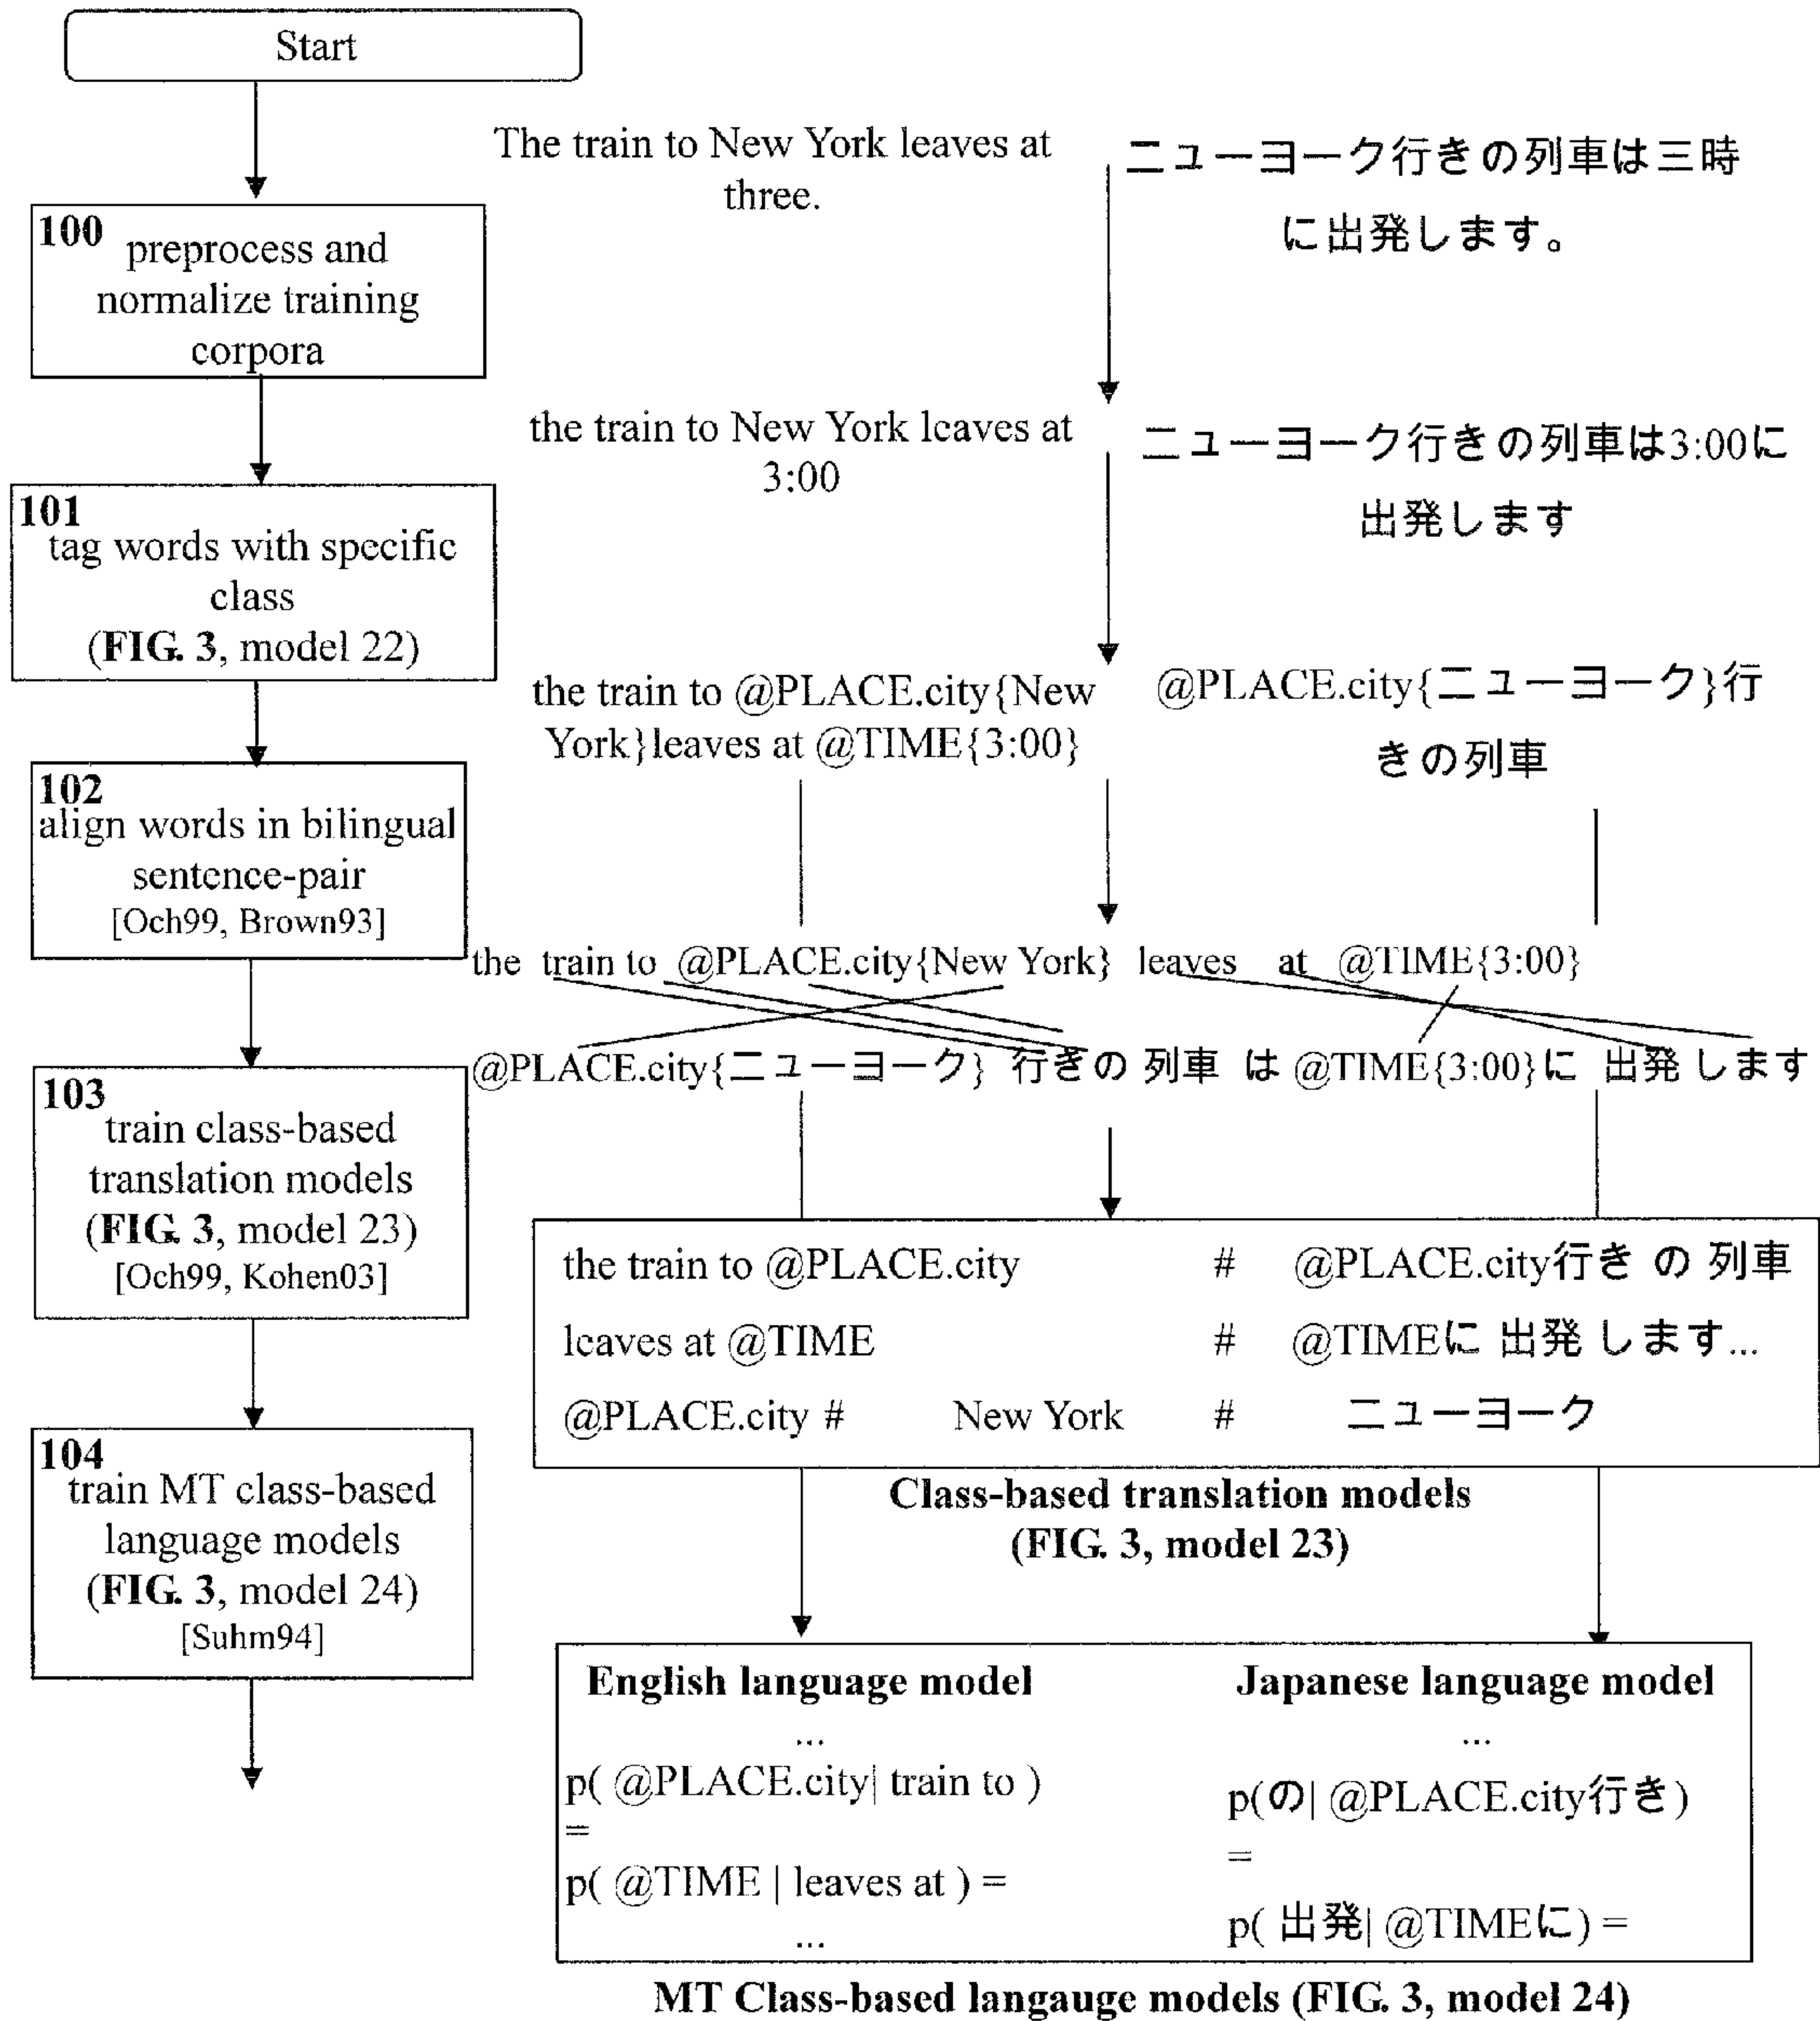 Start
100
preprocess and
normalize training
corpora
101
tag words with specific
class
(FIG. 3, model 22)
102
align words in bilingual
sentence-pair
[Och99, Brown93]
103
train class-based
translation models
(FIG. 3, model 23)
[Och99, Kohen03]
104
train MT class-based
language models
(FIG. 3, model 24)
[Suhm94]
The train to New York leaves at
three.
ニューヨーク行きの列車は三時
に出発します。
the train to New York leaves at
3:00
ニューヨーク行きの列車は3:00に
出発します
the train to @PLACE.city{New
York}leaves at @TIME{3:00}
@PLACE.city{ニューヨーク}行
きの列車
the train to @PLACE.city{New York} leaves at @TIME{3:00}
@PLACE.city{ニューヨーク} 行きの 列車 は @TIME{3:00}に 出発 します
the train to @PLACE.city # @PLACE.city行き の 列車
leaves at @TIME # @TIMEに 出発 します...
@PLACE.city # New York # ニューヨーク
Class-based translation models
(FIG. 3, model 23)
English language model
...
p( @PLACE.city| train to )
=
p( @TIME | leaves at ) =
...
Japanese language model
...
p(の| @PLACE.city行き)
=
p( 出発| @TIMEに) =
MT Class-based langauge models (FIG. 3, model 24)